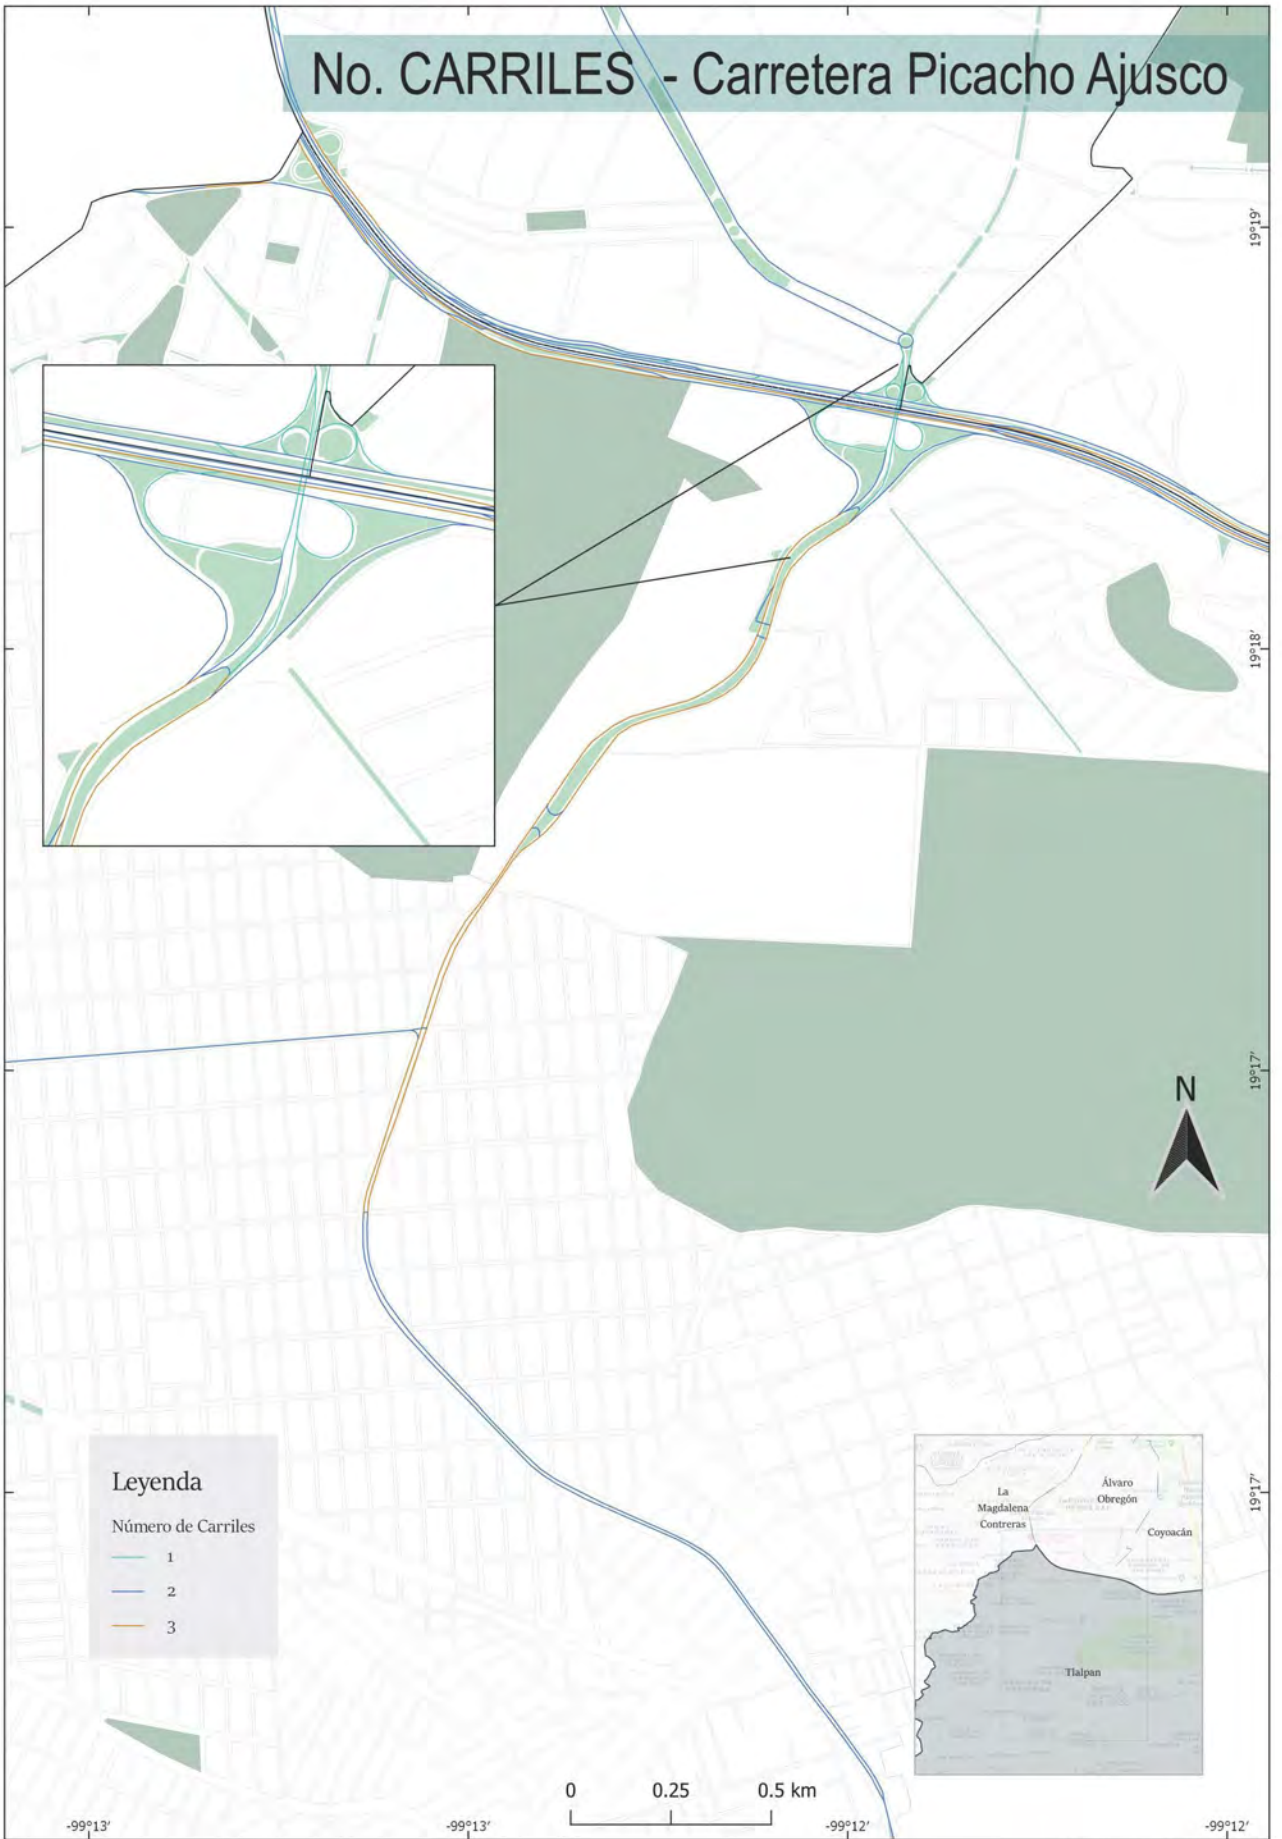 No. CARRILES - Carretera Picacho Ajusco
19°19'
19°18'
19°17'
N
19°17'
Leyenda
Número de Carriles
1
2
3
La
Magdalena
Contreras
Álvaro
Obregón
Coyoacán
Tlalpan
0 0.25 0.5 km
-99°13' -99°13' -99°12' -99°12'